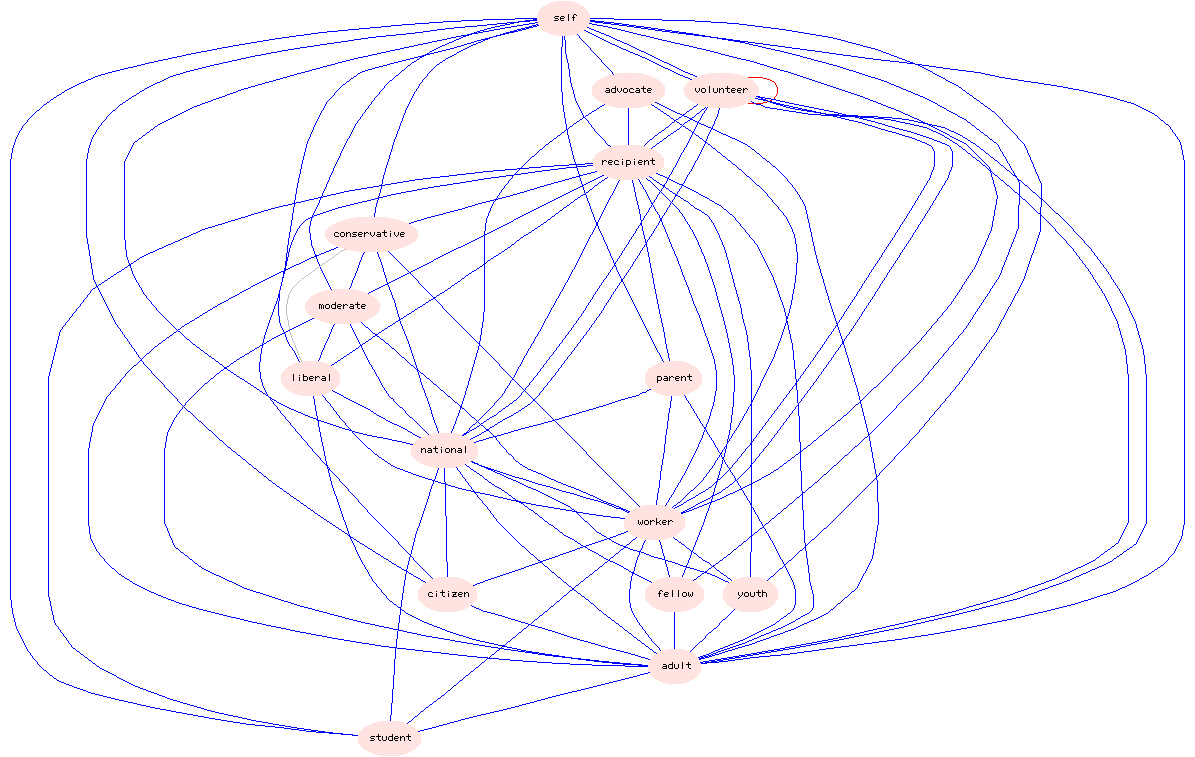 self
advocate
volunteer
recipient
conservative
moderate
liberal
parent
national
worker
citizen
fellow
youth
adult
student